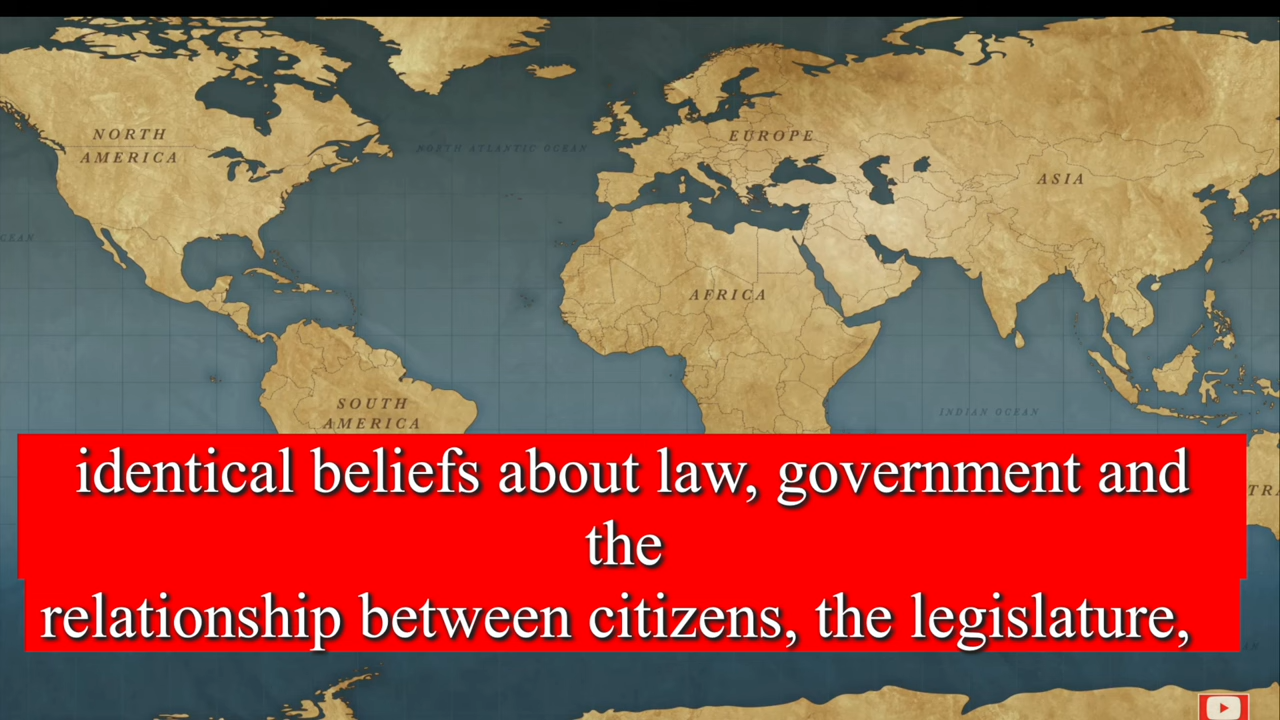 NORTH
AMERICA
NORTH ATLANTIC OCEAN
EUROPE
ASIA
CEAN
AFRICA
SOUTH
AMERICA
INDIAN OCEAN
identical beliefs about law, government and
the
relationship between citizens, the legislature,